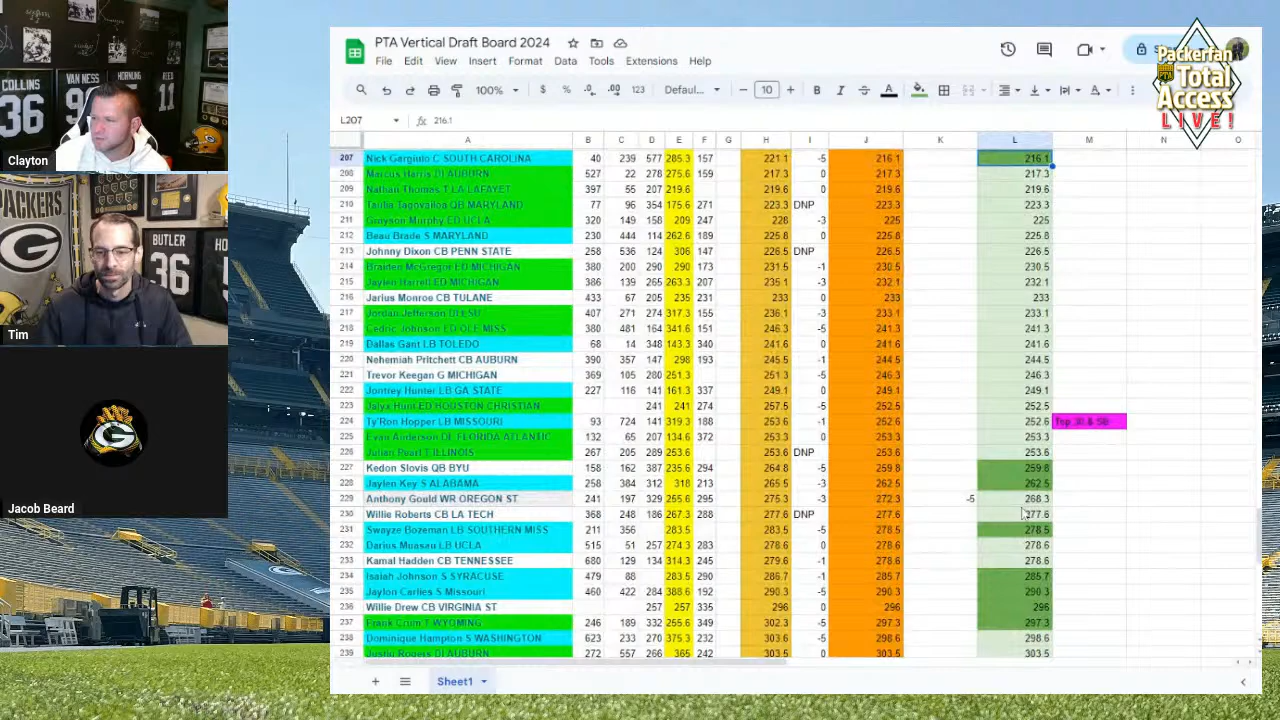 COLLINS
36
VAN NESS
HORNUNG
REED
11
Clayton
PACKERS
G
BUTLER
36
Tim
G
Jacob Beard
PTA Vertical Draft Board 2024
File Edit View Insert Format Data Tools Extensions Help
Packerfan
PTA Total
Access
LIVE!
100% $ % .0 .00 123 Defaul... − 10 + B I A
L207 fx 216.1
A B C D E F G H I J K L M N O
207 Nick Gargiulo C SOUTH CAROLINA 40 239 577 285.3 157 221.1 -5 216.1 216.1
208 Marcus Harris DI AUBURN 527 22 278 275.6 159 217.3 0 217.3 217.3
209 Nathan Thomas T LA LAFAYET 397 55 207 219.6 219.6 0 219.6 219.6
210 Taulia Tagovailoa QB MARYLAND 77 96 354 175.6 271 223.3 DNP 223.3 223.3
211 Grayson Murphy ED UCLA 320 149 158 209 247 228 -3 225 225
212 Beau Brade S MARYLAND 230 444 114 262.6 189 225.8 0 225.8 225.8
213 Johnny Dixon CB PENN STATE 258 536 124 306 147 226.5 DNP 226.5 226.5
214 Braiden McGregor ED MICHIGAN 380 200 290 290 173 231.5 -1 230.5 230.5
215 Jaylen Harrell ED MICHIGAN 386 139 265 263.3 207 235.1 -3 232.1 232.1
216 Jarius Monroe CB TULANE 433 67 205 235 231 233 0 233 233
217 Jordan Jefferson DI LSU 407 271 274 317.3 155 236.1 -3 233.1 233.1
218 Cedric Johnson ED OLE MISS 380 481 164 341.6 151 246.3 -5 241.3 241.3
219 Dallas Gant LB TOLEDO 68 14 348 143.3 340 241.6 0 241.6 241.6
220 Nehemiah Pritchett CB AUBURN 390 357 147 298 193 245.5 -1 244.5 244.5
221 Trevor Keegan G MICHIGAN 369 105 280 251.3 251.3 -5 246.3 246.3
222 Jontrey Hunter LB GA STATE 227 116 141 161.3 337 249.1 0 249.1 249.1
223 Jalyx Hunt ED HOUSTON CHRISTIAN 241 241 274 257.5 -5 252.5 252.5
224 Ty'Ron Hopper LB MISSOURI 93 724 141 319.3 188 253.6 -1 252.6 252.6 Top 30 & SB
225 Evan Anderson DL FLORIDA ATLANTIC 132 65 207 134.6 372 253.3 0 253.3 253.3
226 Julian Pearl T ILLINOIS 267 205 289 253.6 253.6 DNP 253.6 253.6
227 Kedon Slovis QB BYU 158 162 387 235.6 294 264.8 -5 259.8 259.8
228 Jaylen Key S ALABAMA 258 384 312 318 213 265.5 -3 262.5 262.5
229 Anthony Gould WR OREGON ST 241 197 329 255.6 295 275.3 -3 272.3 -5 268.3
230 Willie Roberts CB LA TECH 368 248 186 267.3 288 277.6 DNP 277.6 277.6
231 Swayze Bozeman LB SOUTHERN MISS 211 356 283.5 283.5 -5 278.5 278.5
232 Darius Muasau LB UCLA 515 51 257 274.3 283 278.6 0 278.6 278.6
233 Kamal Hadden CB TENNESSEE 680 129 134 314.3 245 279.6 -1 278.6 278.6
234 Isaiah Johnson S SYRACUSE 479 88 283.5 290 286.7 -1 285.7 285.7
235 Jaylon Carlies S Missouri 460 422 284 388.6 192 290.3 -5 290.3 290.3
236 Willie Drew CB VIRGINIA ST 257 257 335 296 0 296 296
237 Frank Crum T WYOMING 246 189 332 255.6 349 302.3 -5 297.3 297.3
238 Dominique Hampton S WASHINGTON 623 233 270 375.3 232 303.6 -5 298.6 298.6
239 Justin Rogers DI AUBURN 272 557 266 365 242 303.5 0 303.5 303.5
Sheet1